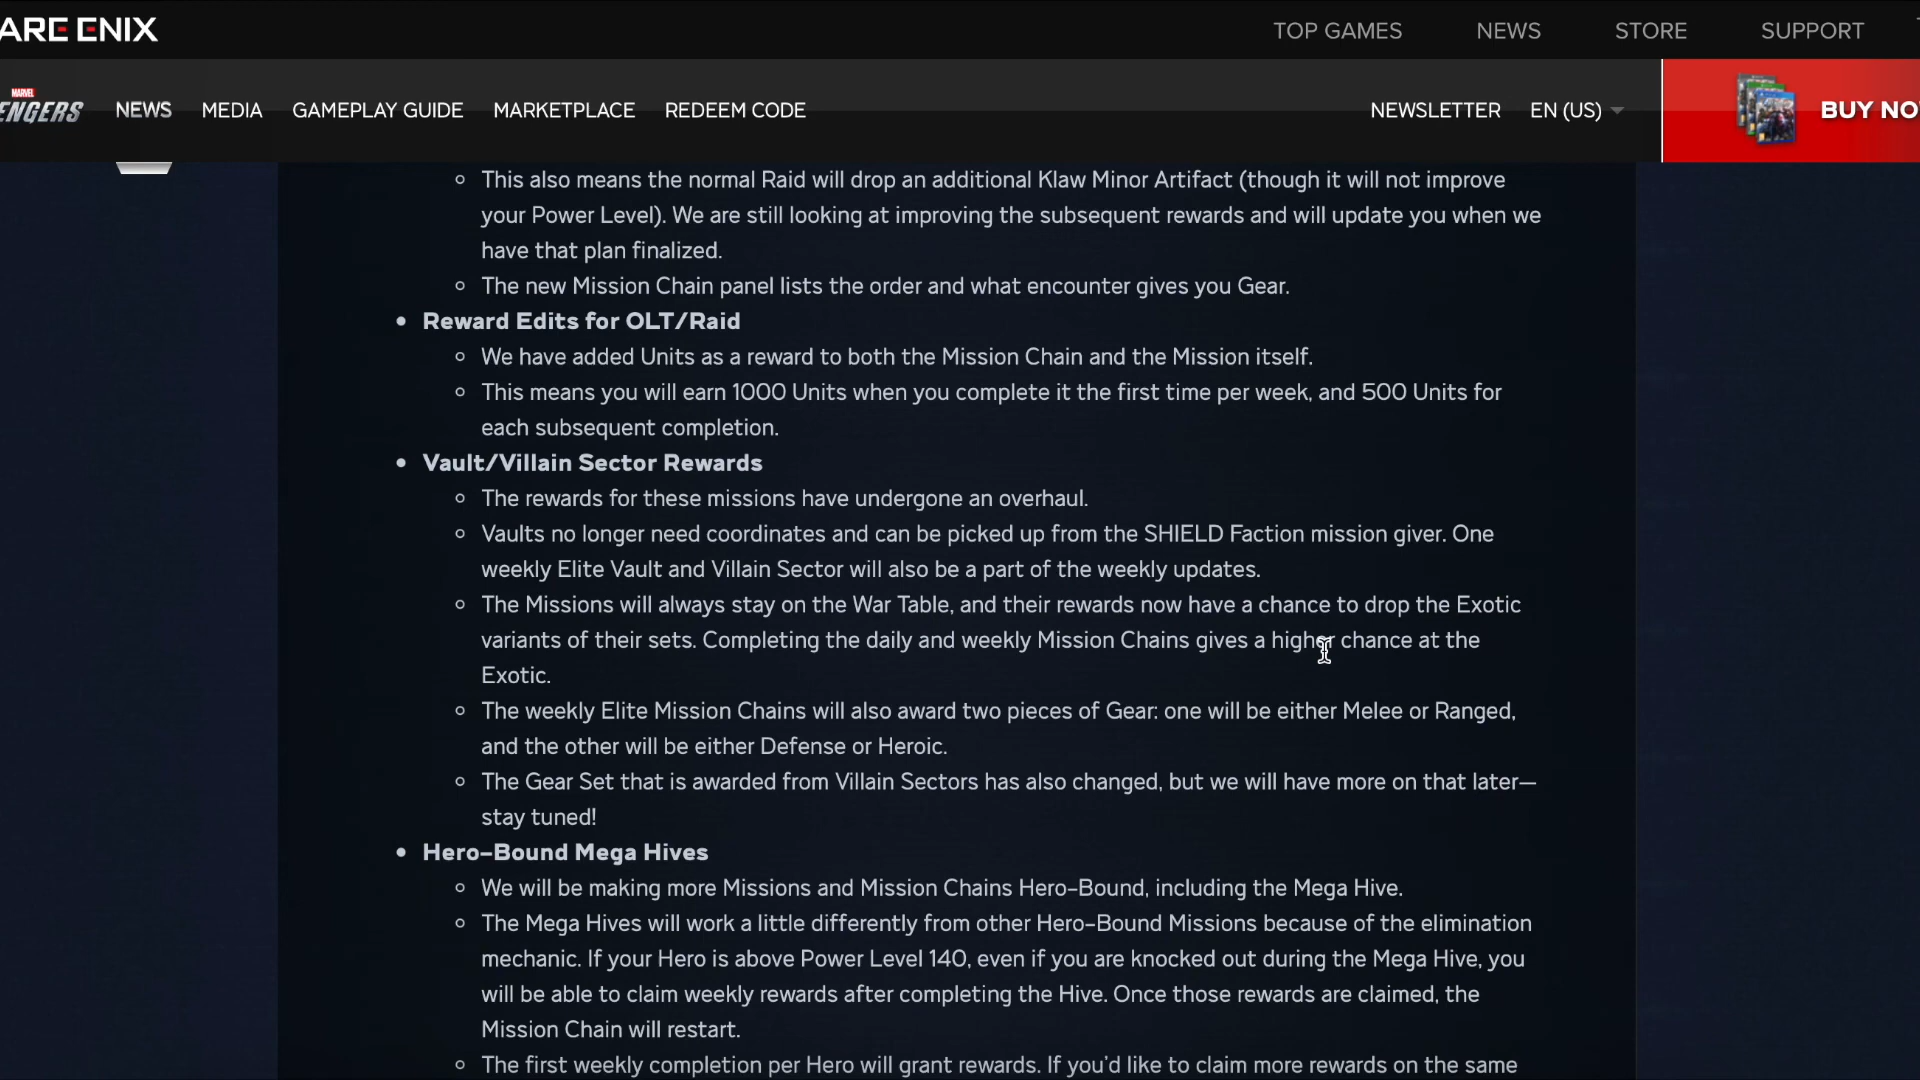 ARE ENIX
TOP GAMES NEWS STORE SUPPORT
MARVEL
ENGERS NEWS MEDIA GAMEPLAY GUIDE MARKETPLACE REDEEM CODE NEWSLETTER EN (US) BUY NO
This also means the normal Raid will drop an additional Klaw Minor Artifact (though it will not improve
your Power Level). We are still looking at improving the subsequent rewards and will update you when we
have that plan finalized.
The new Mission Chain panel lists the order and what encounter gives you Gear.
Reward Edits for OLT/Raid
We have added Units as a reward to both the Mission Chain and the Mission itself.
This means you will earn 1000 Units when you complete it the first time per week, and 500 Units for
each subsequent completion.
Vault/Villain Sector Rewards
The rewards for these missions have undergone an overhaul.
Vaults no longer need coordinates and can be picked up from the SHIELD Faction mission giver. One
weekly Elite Vault and Villain Sector will also be a part of the weekly updates.
The Missions will always stay on the War Table, and their rewards now have a chance to drop the Exotic
variants of their sets. Completing the daily and weekly Mission Chains gives a higher chance at the
Exotic.
The weekly Elite Mission Chains will also award two pieces of Gear: one will be either Melee or Ranged,
and the other will be either Defense or Heroic.
The Gear Set that is awarded from Villain Sectors has also changed, but we will have more on that later—
stay tuned!
Hero-Bound Mega Hives
We will be making more Missions and Mission Chains Hero-Bound, including the Mega Hive.
The Mega Hives will work a little differently from other Hero-Bound Missions because of the elimination
mechanic. If your Hero is above Power Level 140, even if you are knocked out during the Mega Hive, you
will be able to claim weekly rewards after completing the Hive. Once those rewards are claimed, the
Mission Chain will restart.
The first weekly completion per Hero will grant rewards. If you'd like to claim more rewards on the same